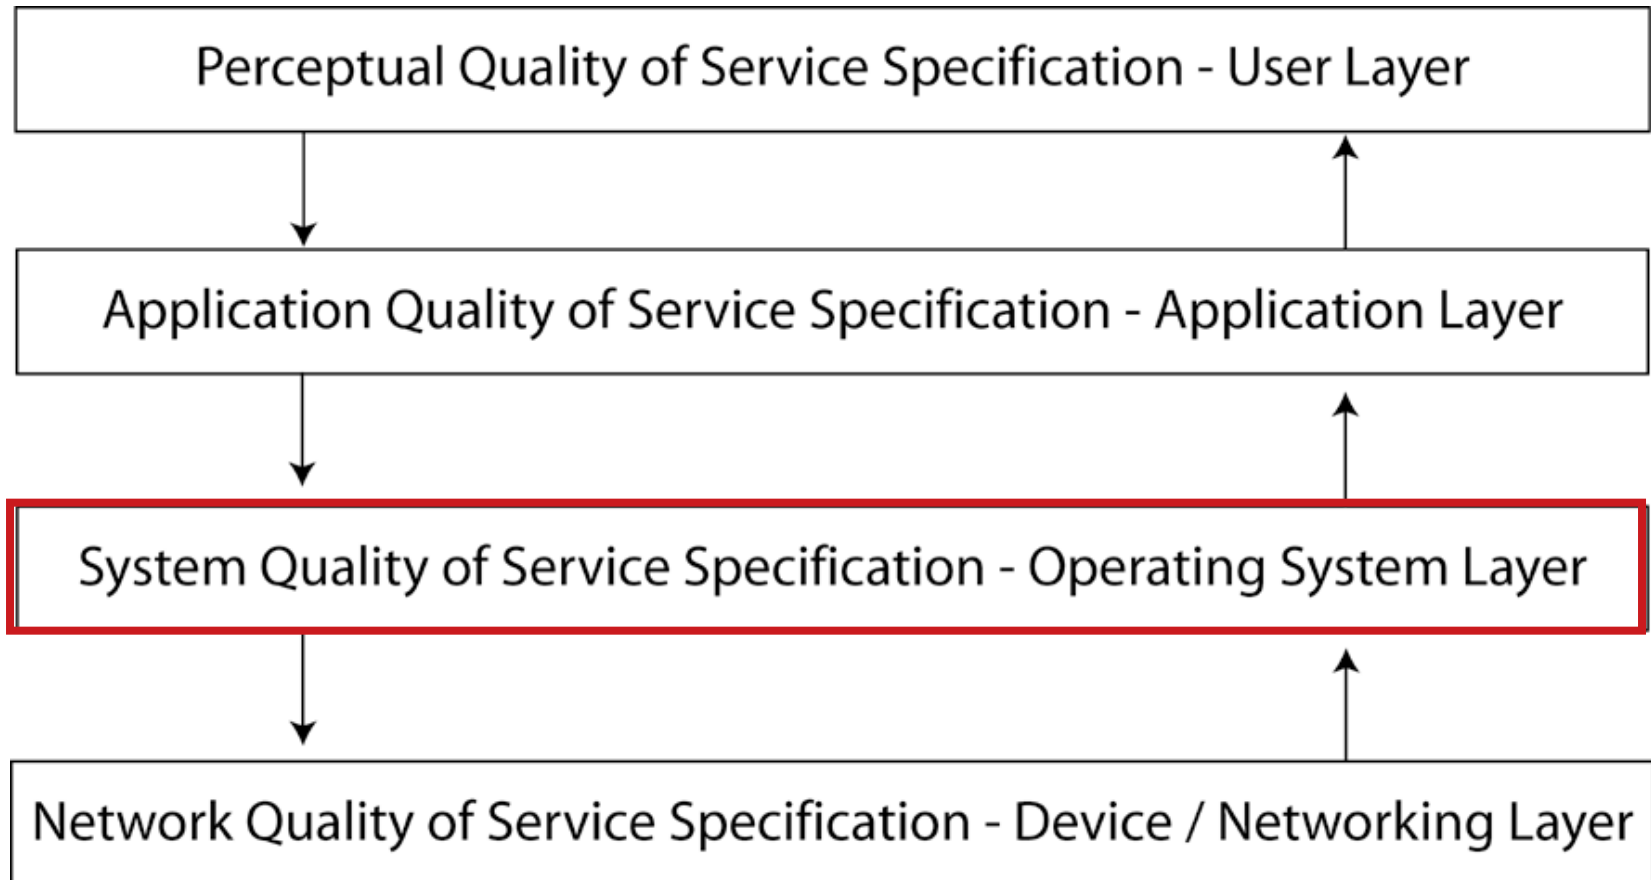 Perceptual Quality of Service Specification - User Layer
Application Quality of Service Specification - Application Layer
System Quality of Service Specification - Operating System Layer
Network Quality of Service Specification - Device / Networking Layer